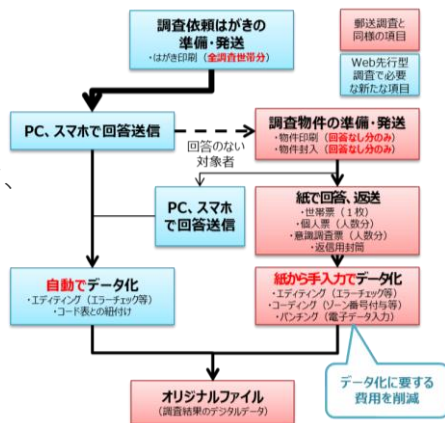 調査依頼はがきの
準備・発送
・はがき印刷(全調査世帯分)
郵送調査と
同様の項目
Web先行型
調査で必要
な新たな項目
PC、スマホで回答送信
回答のない
対象者
調査物件の準備・発送
・物件印刷(回答なし分のみ)
・物件封入(回答なし分のみ)
、
PC、スマホ
で回答送信
紙で回答、返送
・世帯票(1枚)
・個人票(人数分)
・意識調査票(人数分)
・返信用封筒
自動でデータ化
・エディティング(エラーチェック等)
・コード表との紐付け
紙から手入力でデータ化
・エディティング(エラーチェック等)
・コーディング(ゾーン番号付与等)
・パンチング(電子データ入力)
オリジナルファイル
(調査結果のデジタルデータ)
データ化に要する
費用を削減